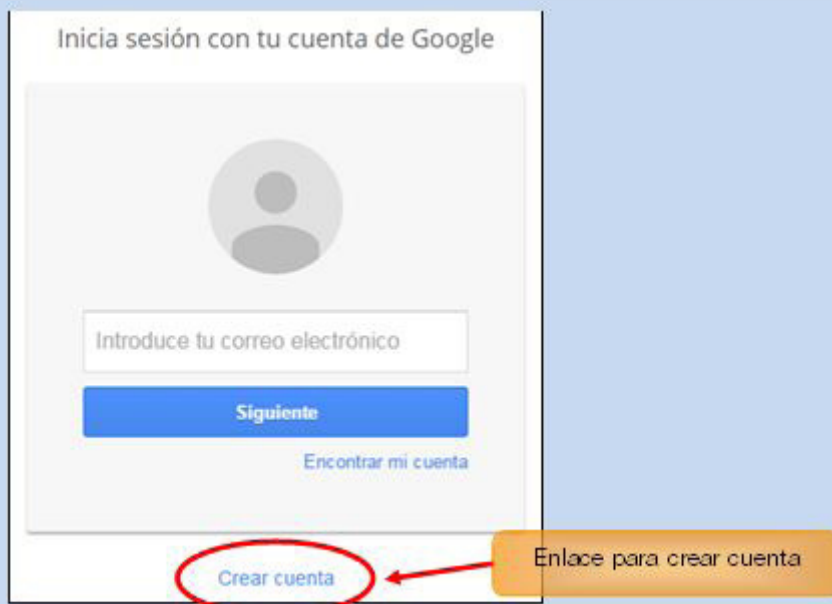 Inicia sesión con tu cuenta de Google
Introduce tu correo electrónico
Siguiente
Encontrar mi cuenta
Enlace para crear cuenta
Crear cuenta